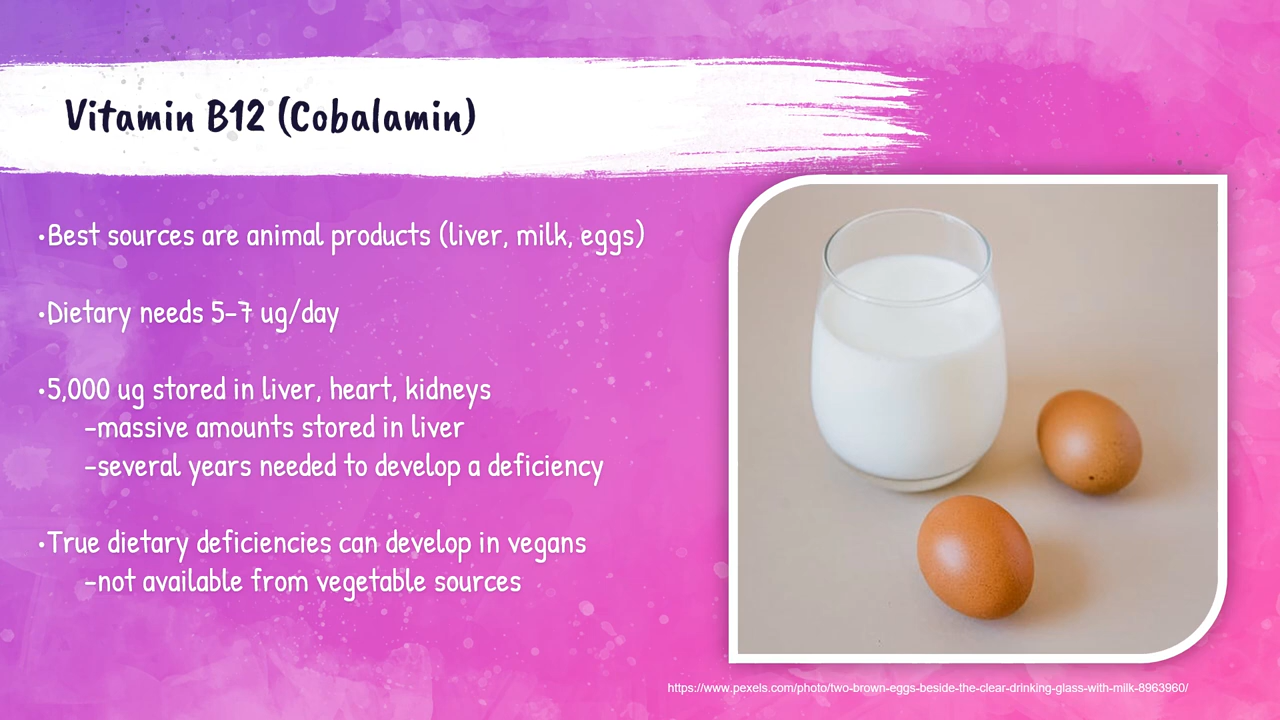 Vitamin B12 (Cobalamin)
•Best sources are animal products (liver, milk, eggs)
•Dietary needs 5-7 ug/day
•5,000 ug stored in liver, heart, kidneys
-massive amounts stored in liver
-several years needed to develop a deficiency
•True dietary deficiencies can develop in vegans
-not available from vegetable sources
https://www.pexels.com/photo/two-brown-eggs-beside-the-clear-drinking-glass-with-milk-8963960/